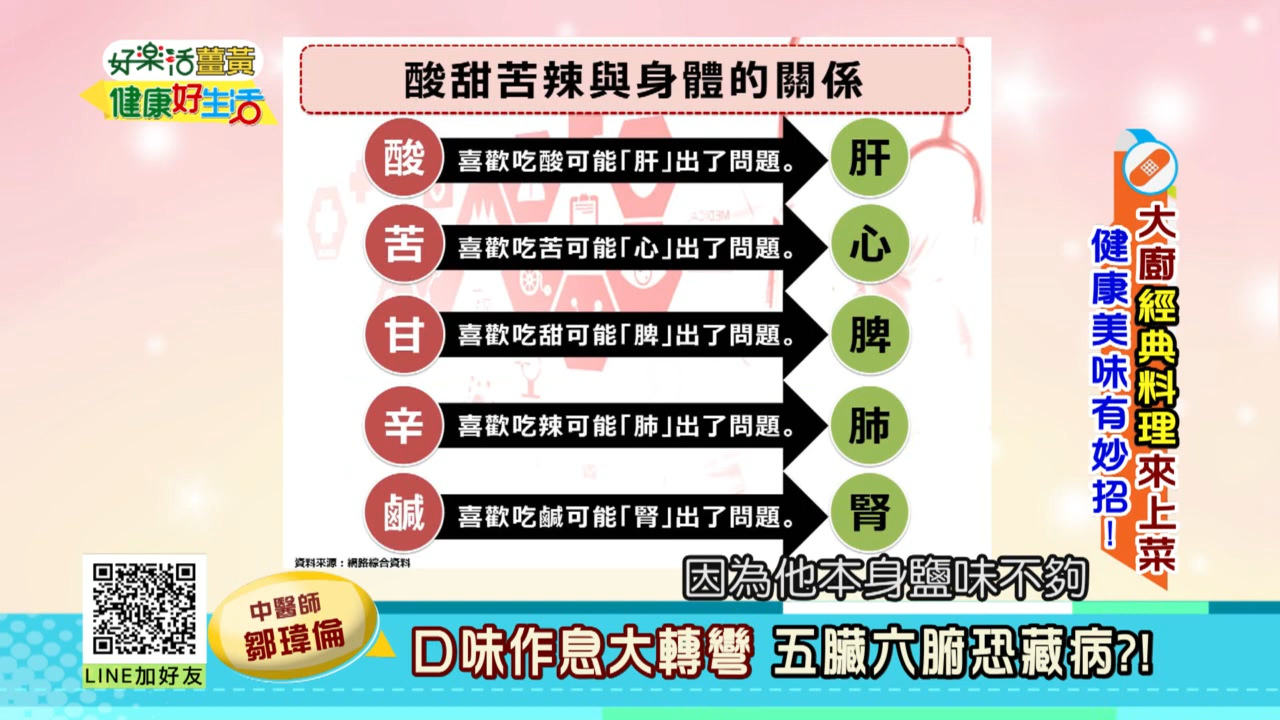 好樂活薑黃
健康好生活
酸甜苦辣與身體的關係
酸 喜歡吃酸可能「肝」出了問題。 肝
苦 喜歡吃苦可能「心」出了問題。 心
甘 喜歡吃甜可能「脾」出了問題。 脾
辛 喜歡吃辣可能「肺」出了問題。 肺
鹹 喜歡吃鹹可能「腎」出了問題。 腎
資料來源：網路綜合資料
大廚經典料理來上菜
健康美味有妙招！
因為他本身鹽味不夠
LINE加好友
中醫師
鄒瑋倫
口味作息大轉彎 五臟六腑恐藏病?!